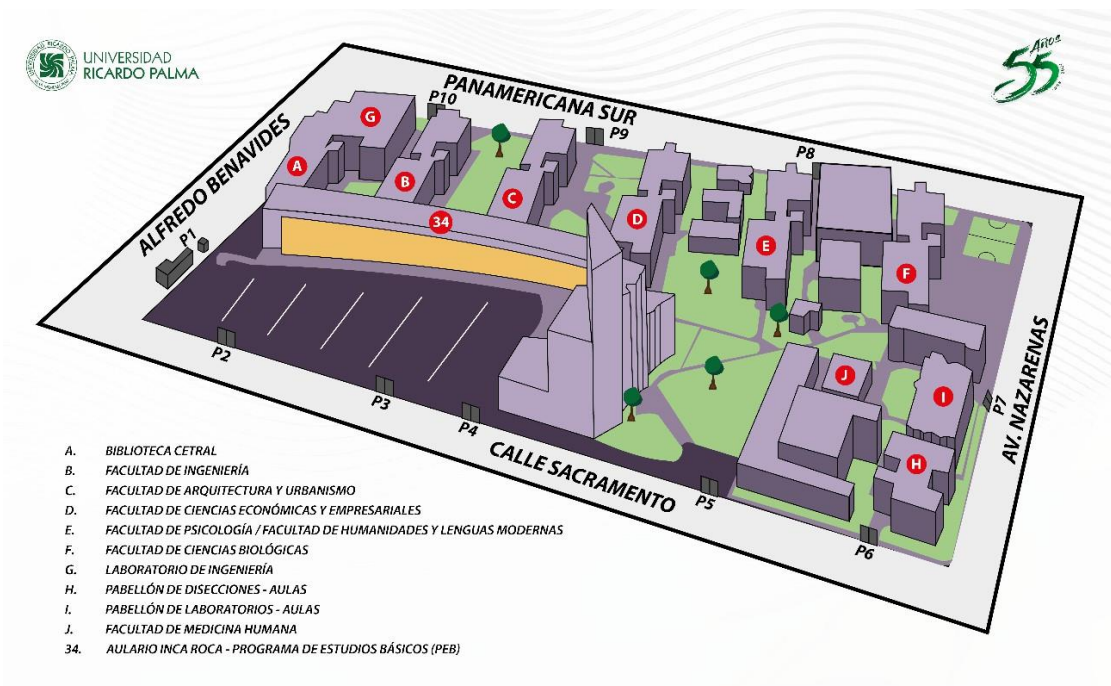 UNIVERSIDAD
RICARDO PALMA
55 Años
PANAMERICANA SUR
ALFREDO BENAVIDES
CALLE SACRAMENTO
AV. NAZARENAS
P10
P9
P8
P1
P2
P3
P4
P5
P6
P7
G
A
B
C
34
D
E
F
J
I
H
A. BIBLIOTECA CETRAL
B. FACULTAD DE INGENIERÍA
C. FACULTAD DE ARQUITECTURA Y URBANISMO
D. FACULTAD DE CIENCIAS ECONÓMICAS Y EMPRESARIALES
E. FACULTAD DE PSICOLOGÍA / FACULTAD DE HUMANIDADES Y LENGUAS MODERNAS
F. FACULTAD DE CIENCIAS BIOLÓGICAS
G. LABORATORIO DE INGENIERÍA
H. PABELLÓN DE DISECCIONES - AULAS
I. PABELLÓN DE LABORATORIOS - AULAS
J. FACULTAD DE MEDICINA HUMANA
34. AULARIO INCA ROCA - PROGRAMA DE ESTUDIOS BÁSICOS (PEB)